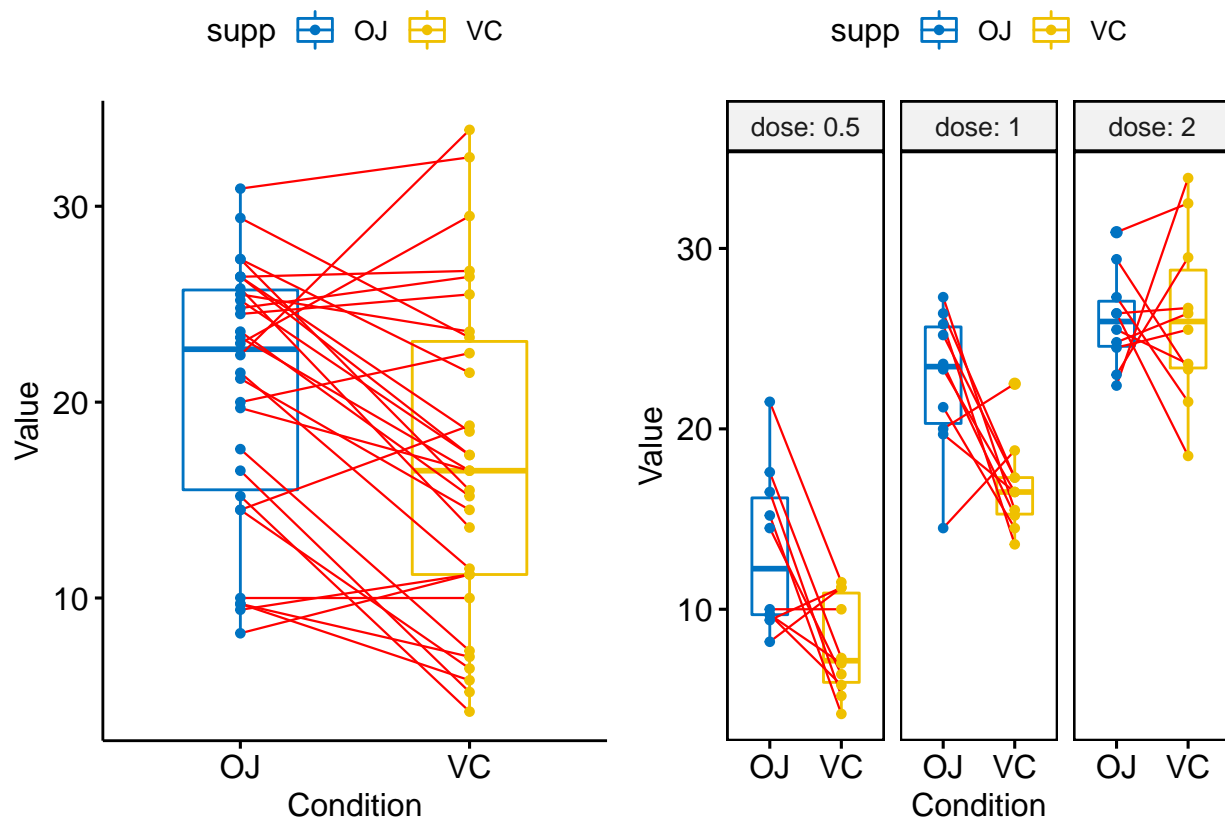 supp OJ VC
30
20
10
Value
OJ VC
Condition
supp OJ VC
dose: 0.5 dose: 1 dose: 2
30
20
10
Value
OJ VC OJ VC OJ VC
Condition